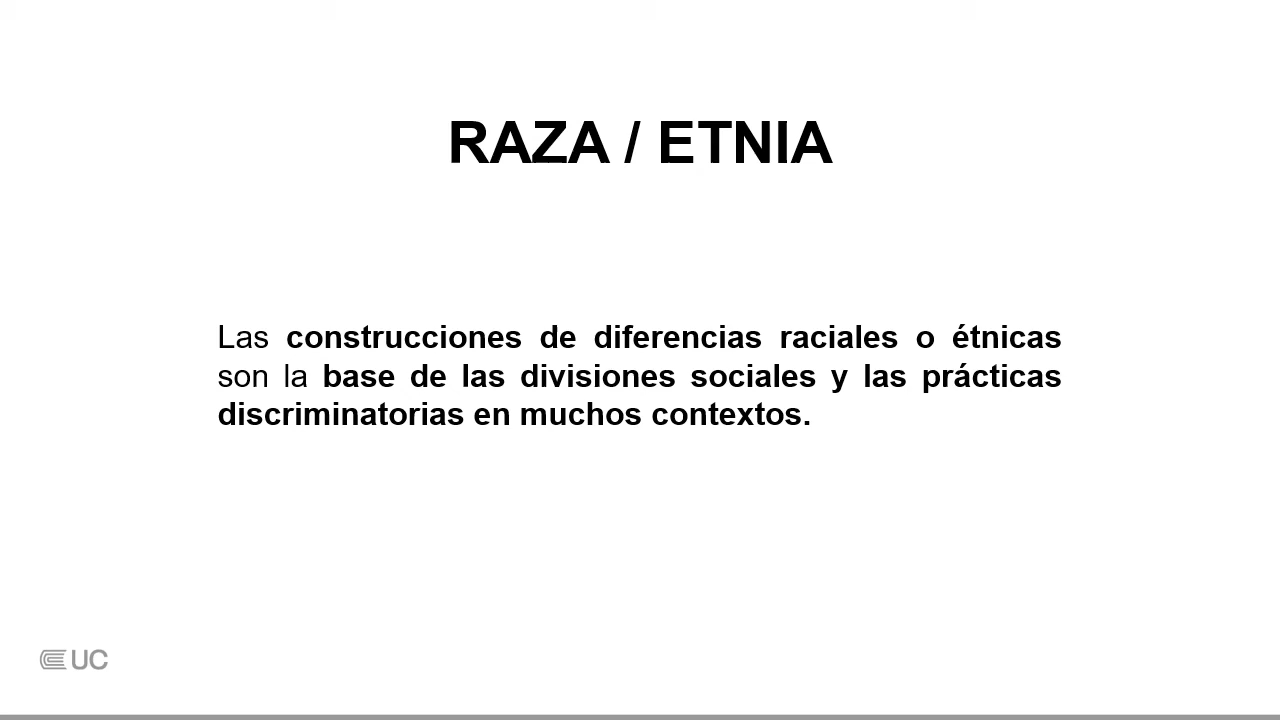 RAZA / ETNIA
Las construcciones de diferencias raciales o étnicas
son la base de las divisiones sociales y las prácticas
discriminatorias en muchos contextos.
UC